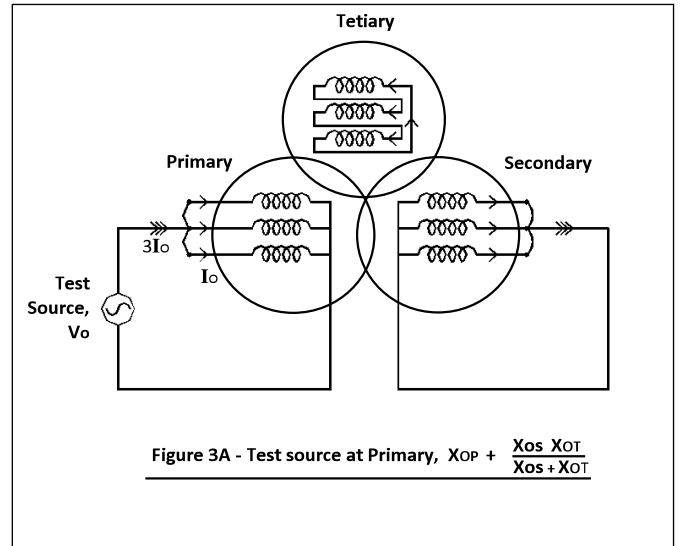 Tetiary
Primary
Secondary
3IO
IO
Test
Source,
Vo
Figure 3A - Test source at Primary, XOP + Xos XOT
Xos + XOT